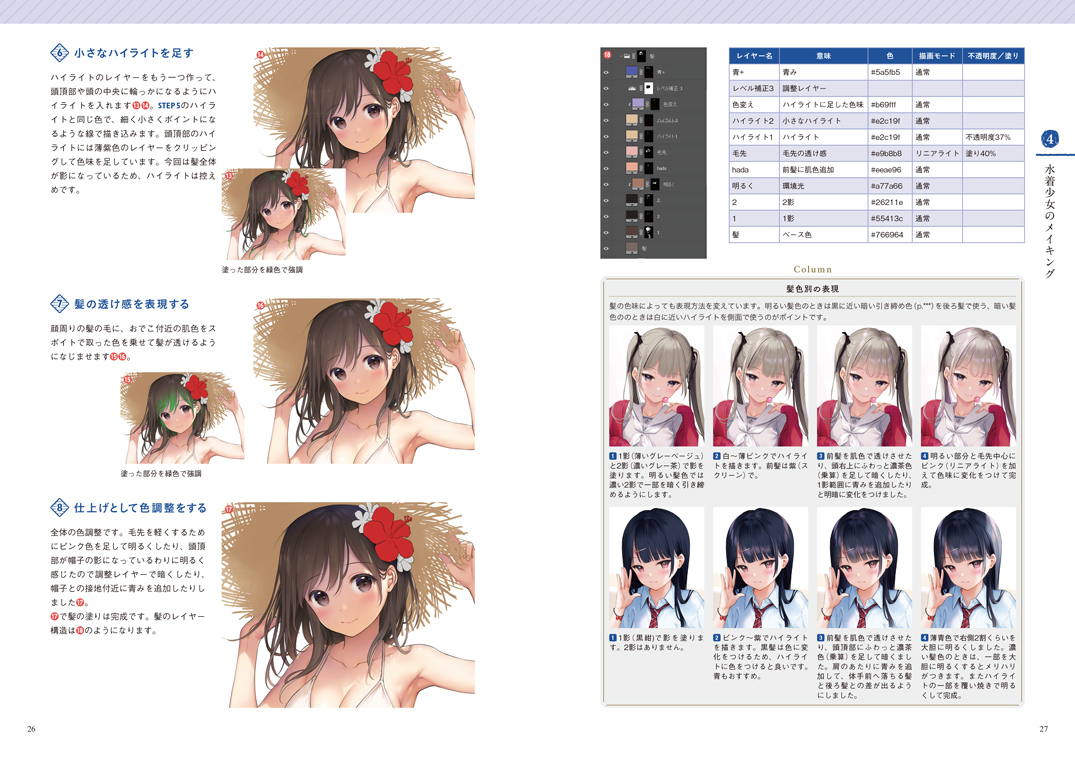 6 小さなハイライトを足す
ハイライトのレイヤーをもう一つ作って、
頭頂部や頭の中央に輪っかになるようにハ
イライトを入れます⓭⓮。STEP 5のハイラ
イトと同じ色で、細く小さくポイントにな
るような線で描き込みます。頭頂部のハイ
ライトには薄紫色のレイヤーをクリッピン
グして色味を足しています。今回は髪全体
が影になっているため、ハイライトは控え
めです。
14
13
塗った部分を緑色で強調
7 髪の透け感を表現する
顔周りの髪の毛に、おでこ付近の肌色をス
ポイトで取った色を乗せて髪が透けるよう
になじませます⓯⓰。
16
15
塗った部分を緑色で強調
8 仕上げとして色調整をする
全体の色調整です。毛先を軽くするため
にピンク色を足して明るくしたり、頭頂
部が帽子の影になっているわりに明るく
感じたので調整レイヤーで暗くしたり、
帽子との接地付近に青みを追加したりし
ました⓱。
⓱で髪の塗りは完成です。髪のレイヤー
構造は⓲のようになります。
17
26
18
髪
青+
レベル補正 3
色変え
ハイライト2
ハイライト1
毛先
hada
明るく
2
2
1
髪
レイヤー名 意味 色 描画モード 不透明度／塗り
青+ 青み #5a5fb5 通常
レベル補正3 調整レイヤー
色変え ハイライトに足した色味 #b69fff 通常
ハイライト2 小さなハイライト #e2c19f 通常
ハイライト1 ハイライト #e2c19f 通常 不透明度37%
毛先 毛先の透け感 #e9b8b8 リニアライト 塗り40%
hada 前髪に肌色追加 #eeae96 通常
明るく 環境光 #a77a66 通常
2 2影 #26211e 通常
1 1影 #55413c 通常
髪 ベース色 #766964 通常
4
水着少女のメイキング
Column
髪色別の表現
髪の色味によっても表現方法を変えています。明るい髪色のときは黒に近い暗い引き締め色（p.***）を後ろ髪で使う、暗い髪
色ののときは白に近いハイライトを側面で使うのがポイントです。
1 1影（薄いグレーベージュ）
と2影（濃いグレー茶）で影を
塗ります。明るい髪色では
濃い2影で一部を暗く引き締
めるようにします。
2 白〜薄ピンクでハイライ
トを描きます。前髪は紫（ス
クリーン）で。
3 前髪を肌色で透けさせた
り、頭右上にふわっと濃茶色
（乗算）を足して暗くしたり、
1影範囲に青みを追加したり
と明暗に変化をつけました。
4 明るい部分と毛先中心に
ピンク（リニアライト）を加
えて色味に変化をつけて完
成。
1 1影（黒紺）で影を塗りま
す。2影はありません。
2 ピンク〜紫でハイライト
を描きます。黒髪は色に変
化をつけるため、ハイライ
トに色をつけると良いです。
青もおすすめ。
3 前髪を肌色で透けさせた
り、頭頂部にふわっと濃茶
色（乗算）を足して暗くまし
た。肩のあたりに青みを追
加して、体手前へ落ちる髪
と後ろ髪との差が出るよう
にしました。
4 薄青色で右側2割くらいを
大胆に明るくしました。濃
い髪色のときは、一部を大
胆に明るくするとメリハリ
がつきます。またハイライ
トの一部を覆い焼きで明る
くして完成。
27